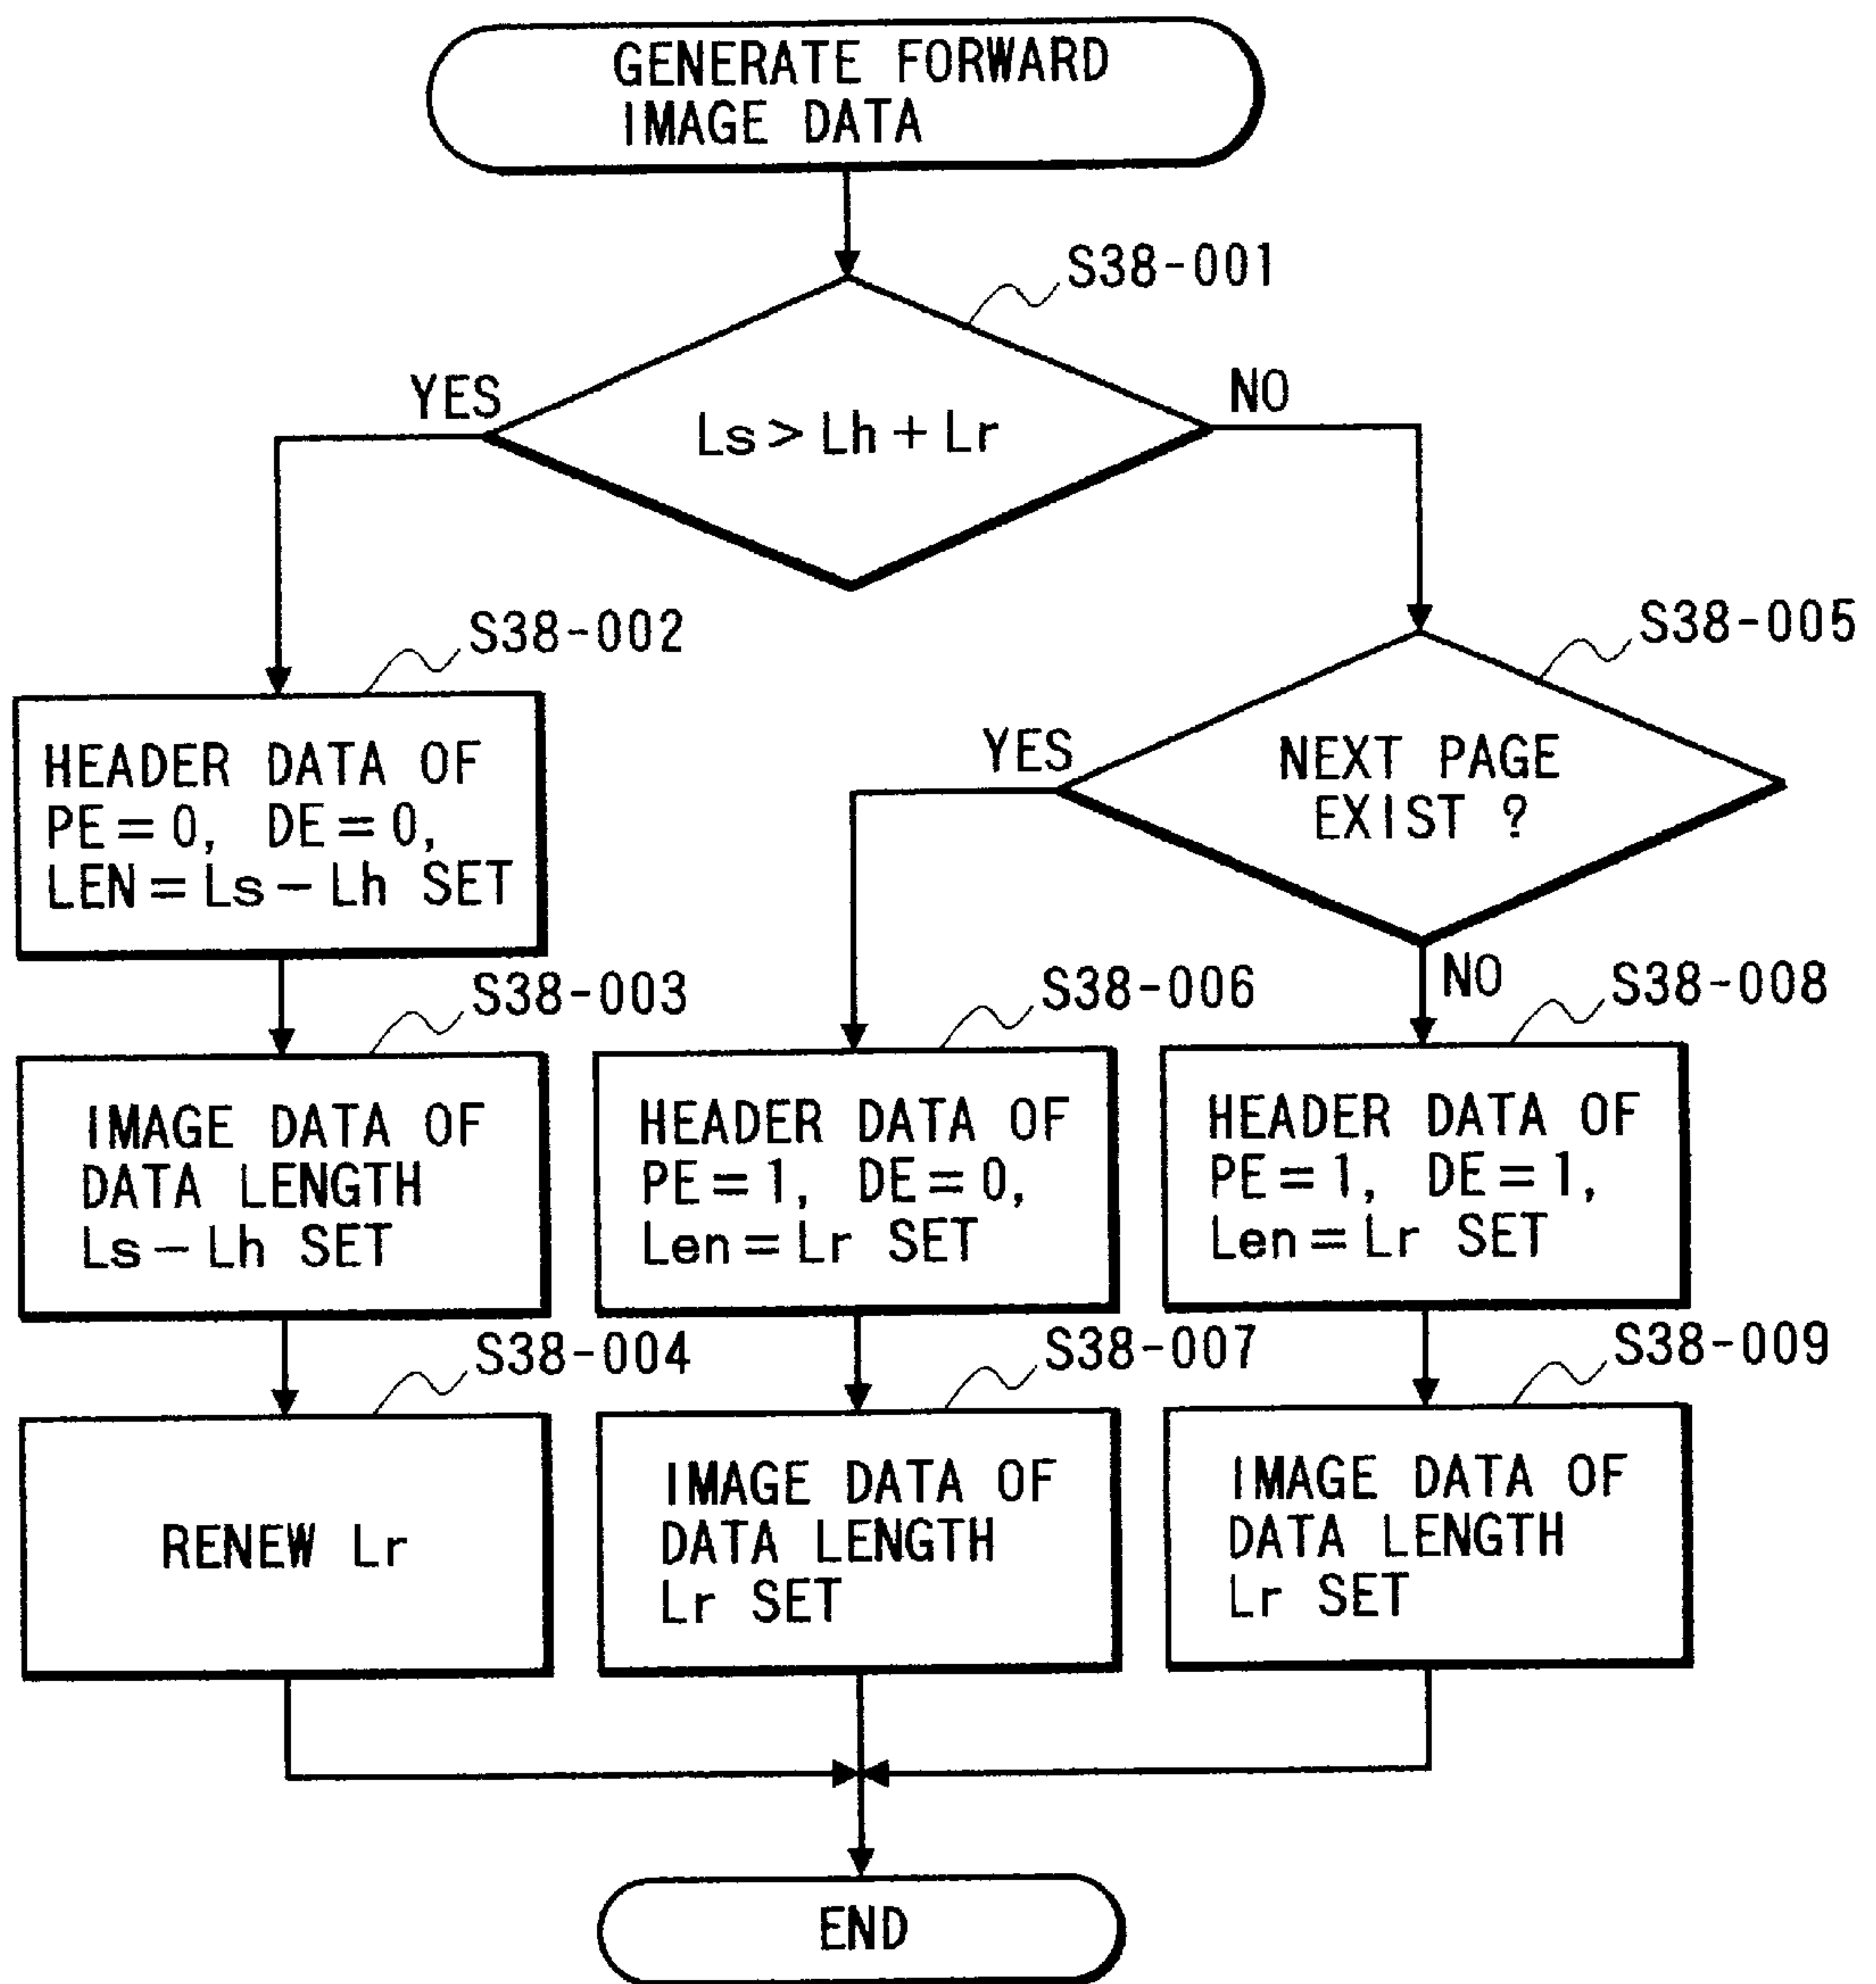 GENERATE FORWARD
IMAGE DATA
S38-001
YES
NO
Ls > Lh + Lr
S38-002
S38-005
HEADER DATA OF
PE = 0, DE = 0,
LEN = Ls - Lh SET
YES
NEXT PAGE
EXIST ?
NO
S38-003
S38-006
S38-008
IMAGE DATA OF
DATA LENGTH
Ls - Lh SET
HEADER DATA OF
PE = 1, DE = 0,
Len = Lr SET
HEADER DATA OF
PE = 1, DE = 1,
Len = Lr SET
S38-004
S38-007
S38-009
RENEW Lr
IMAGE DATA OF
DATA LENGTH
Lr SET
IMAGE DATA OF
DATA LENGTH
Lr SET
END